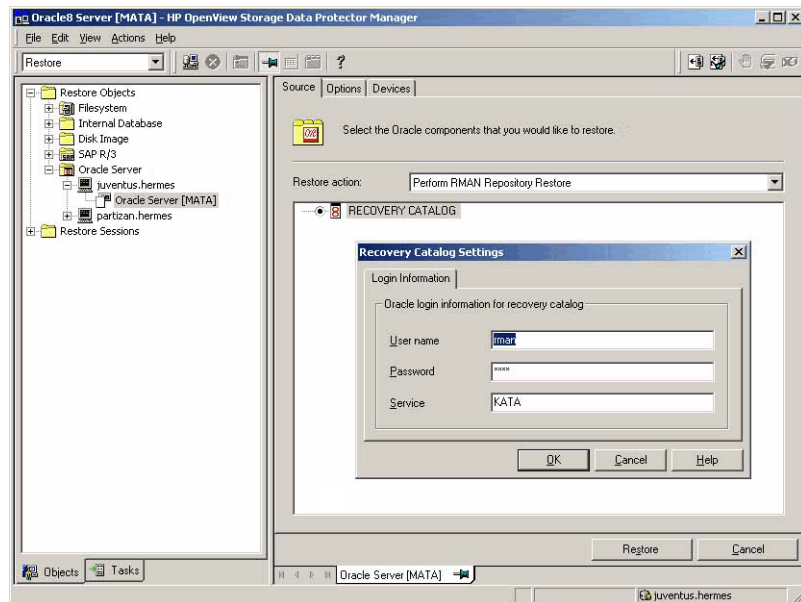 Oracle8 Server [MATA] - HP OpenView Storage Data Protector Manager
File Edit View Actions Help
Restore
?
Restore Objects
Filesystem
Internal Database
Disk Image
SAP R/3
Oracle Server
juventus.hermes
Oracle Server [MATA]
partizan.hermes
Restore Sessions
Objects
Tasks
Source
Options
Devices
Select the Oracle components that you would like to restore.
Restore action:
Perform RMAN Repository Restore
RECOVERY CATALOG
Recovery Catalog Settings
Login Information
Oracle login information for recovery catalog
User name
rman
Password
****
Service
KATA
OK
Cancel
Help
Restore
Cancel
Oracle Server [MATA]
juventus.hermes